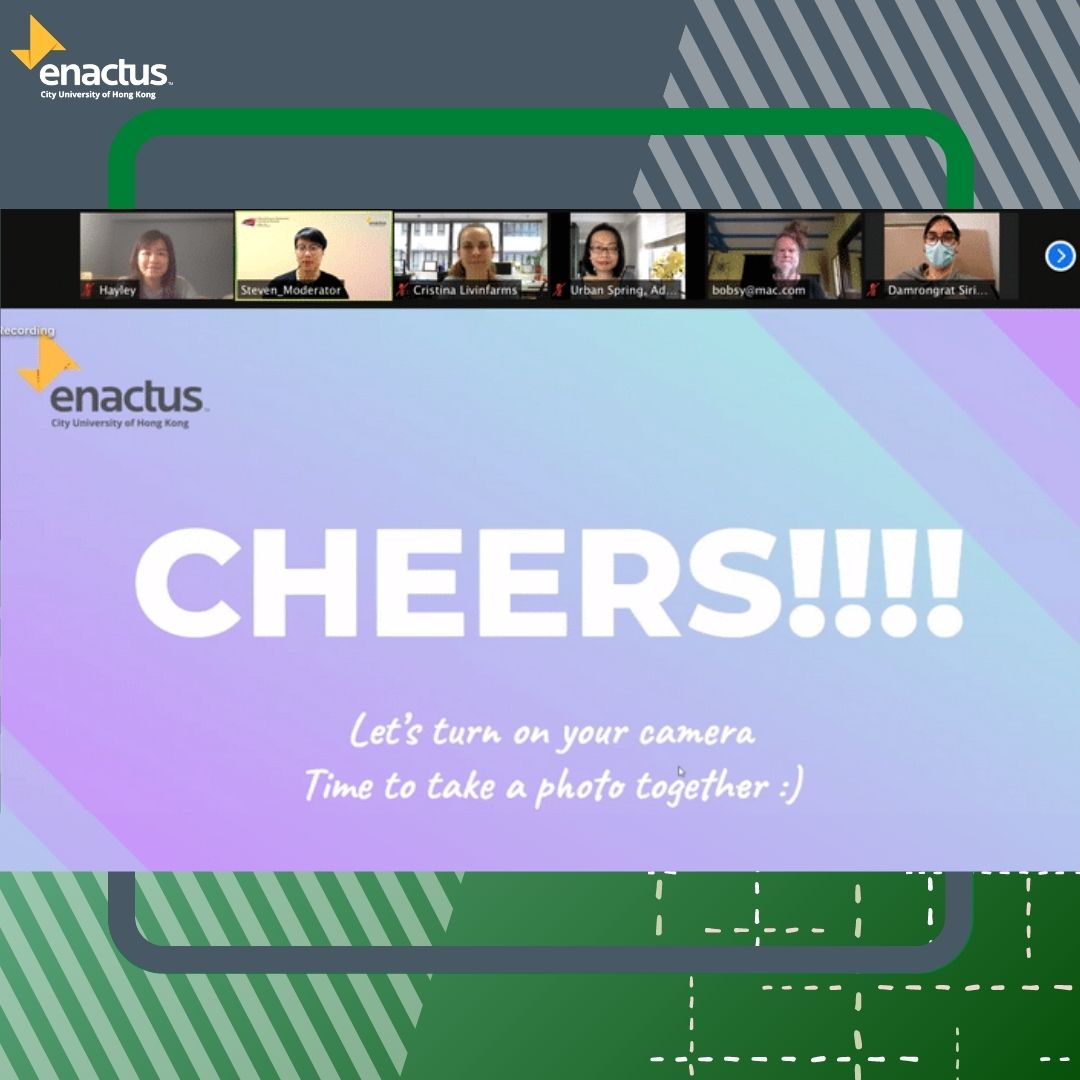 enactus
City University of Hong Kong
enactus
Hayley
Steven_Moderator
Cristina Livinfarms
Urban Spring, Ad...
bobsy@mac.com
Damrongrat Siri...
Recording
enactus
City University of Hong Kong
CHEERS!!!!
Let's turn on your camera
Time to take a photo together :)